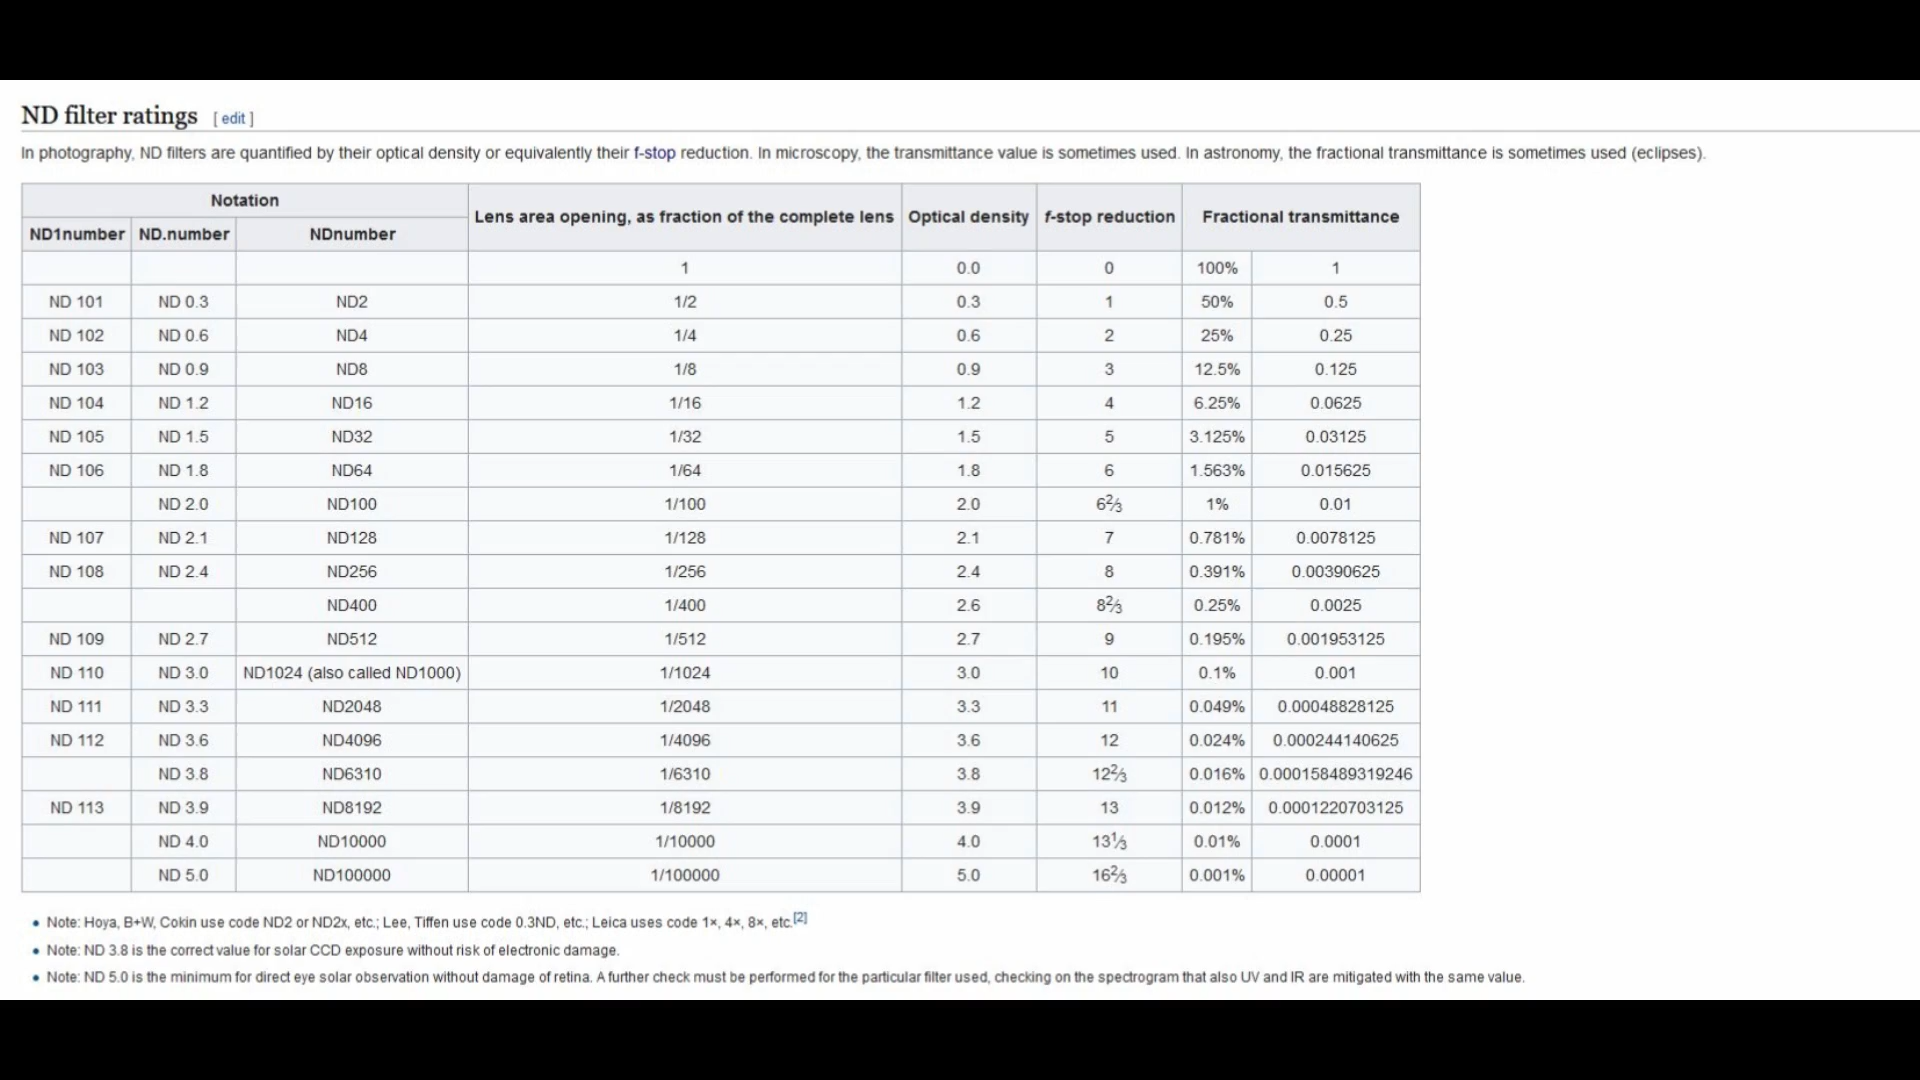 ND filter ratings [ edit ]
In photography, ND filters are quantified by their optical density or equivalently their f-stop reduction. In microscopy, the transmittance value is sometimes used. In astronomy, the fractional transmittance is sometimes used (eclipses).
Notation
Lens area opening, as fraction of the complete lens Optical density f-stop reduction Fractional transmittance
ND1number ND.number NDnumber
1 0.0 0 100% 1
ND 101 ND 0.3 ND2 1/2 0.3 1 50% 0.5
ND 102 ND 0.6 ND4 1/4 0.6 2 25% 0.25
ND 103 ND 0.9 ND8 1/8 0.9 3 12.5% 0.125
ND 104 ND 1.2 ND16 1/16 1.2 4 6.25% 0.0625
ND 105 ND 1.5 ND32 1/32 1.5 5 3.125% 0.03125
ND 106 ND 1.8 ND64 1/64 1.8 6 1.563% 0.015625
ND 2.0 ND100 1/100 2.0 6⅔ 1% 0.01
ND 107 ND 2.1 ND128 1/128 2.1 7 0.781% 0.0078125
ND 108 ND 2.4 ND256 1/256 2.4 8 0.391% 0.00390625
ND400 1/400 2.6 8⅔ 0.25% 0.0025
ND 109 ND 2.7 ND512 1/512 2.7 9 0.195% 0.001953125
ND 110 ND 3.0 ND1024 (also called ND1000) 1/1024 3.0 10 0.1% 0.001
ND 111 ND 3.3 ND2048 1/2048 3.3 11 0.049% 0.00048828125
ND 112 ND 3.6 ND4096 1/4096 3.6 12 0.024% 0.000244140625
ND 3.8 ND6310 1/6310 3.8 12⅔ 0.016% 0.000158489319246
ND 113 ND 3.9 ND8192 1/8192 3.9 13 0.012% 0.0001220703125
ND 4.0 ND10000 1/10000 4.0 13⅓ 0.01% 0.0001
ND 5.0 ND100000 1/100000 5.0 16⅔ 0.001% 0.00001
• Note: Hoya, B+W, Cokin use code ND2 or ND2x, etc.; Lee, Tiffen use code 0.3ND, etc.; Leica uses code 1×, 4×, 8×, etc.[2]
• Note: ND 3.8 is the correct value for solar CCD exposure without risk of electronic damage.
• Note: ND 5.0 is the minimum for direct eye solar observation without damage of retina. A further check must be performed for the particular filter used, checking on the spectrogram that also UV and IR are mitigated with the same value.